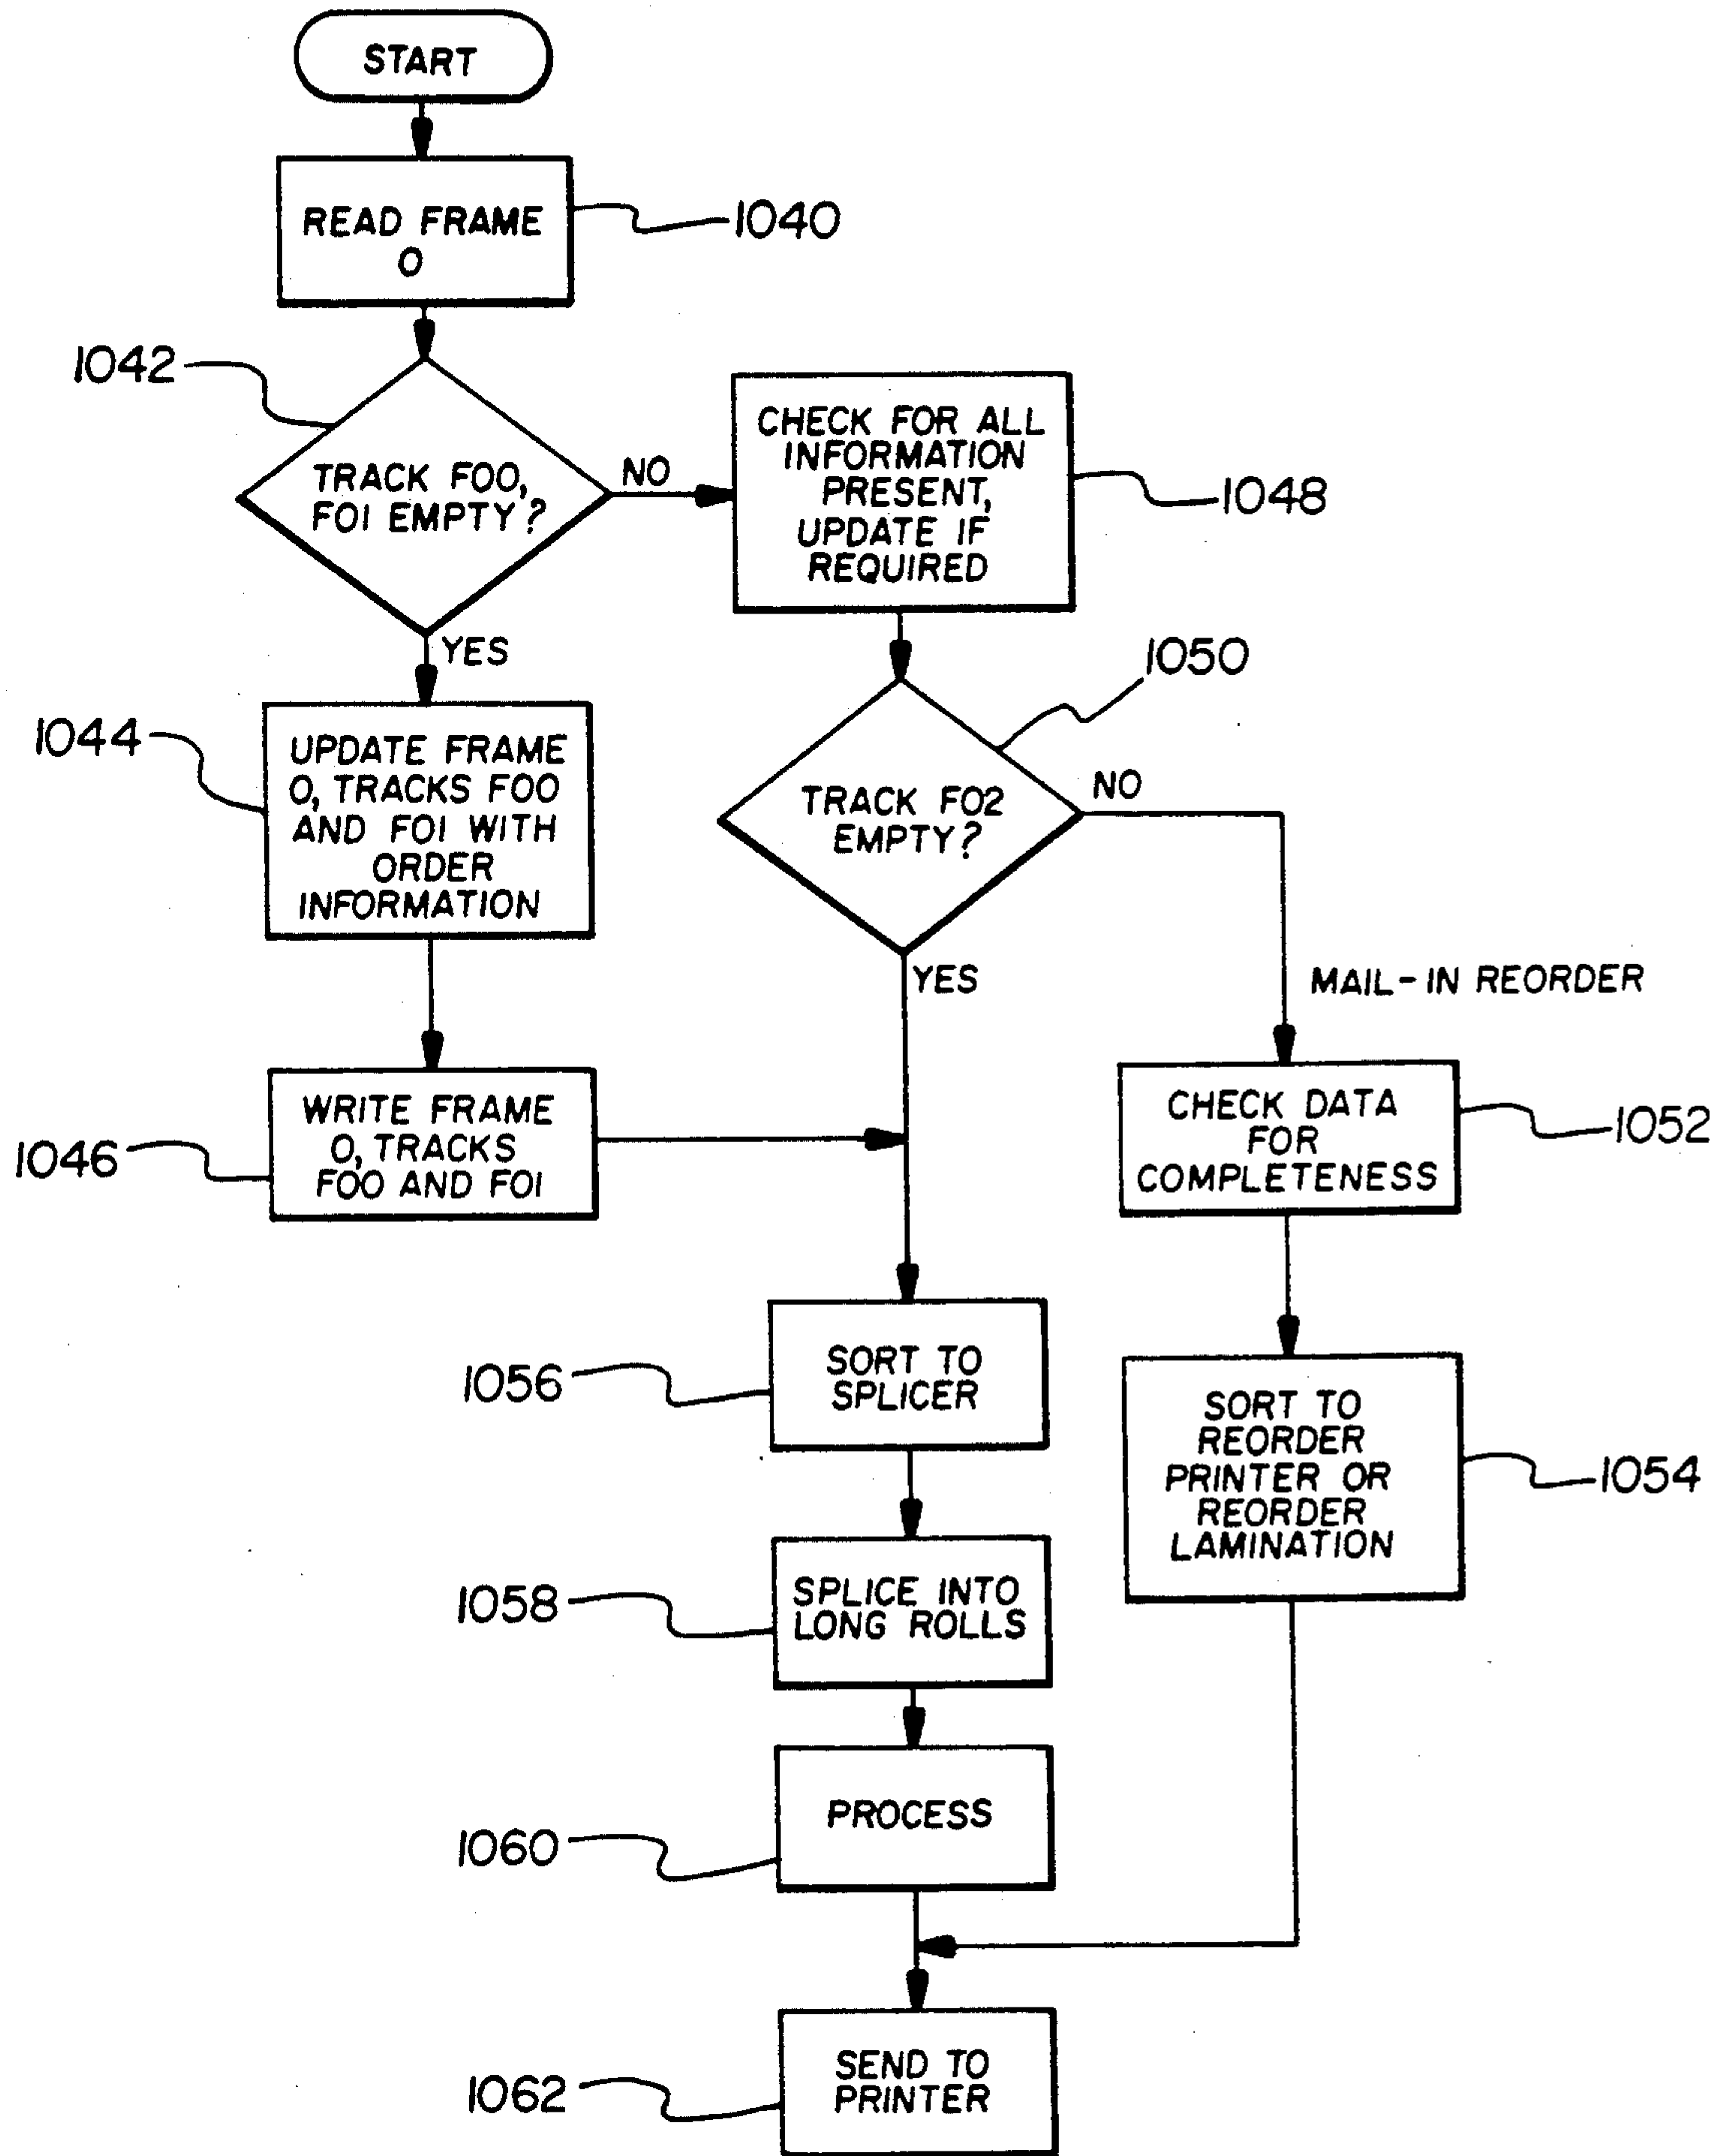 START
READ FRAME
0
1040
1042
TRACK F00,
F01 EMPTY?
NO
YES
CHECK FOR ALL
INFORMATION
PRESENT,
UPDATE IF
REQUIRED
1048
1044
UPDATE FRAME
0, TRACKS F00
AND F01 WITH
ORDER
INFORMATION
1050
TRACK F02
EMPTY?
NO
YES
MAIL-IN REORDER
1046
WRITE FRAME
0, TRACKS
F00 AND F01
CHECK DATA
FOR
COMPLETENESS
1052
1056
SORT TO
SPLICER
SORT TO
REORDER
PRINTER OR
REORDER
LAMINATION
1054
1058
SPLICE INTO
LONG ROLLS
1060
PROCESS
1062
SEND TO
PRINTER